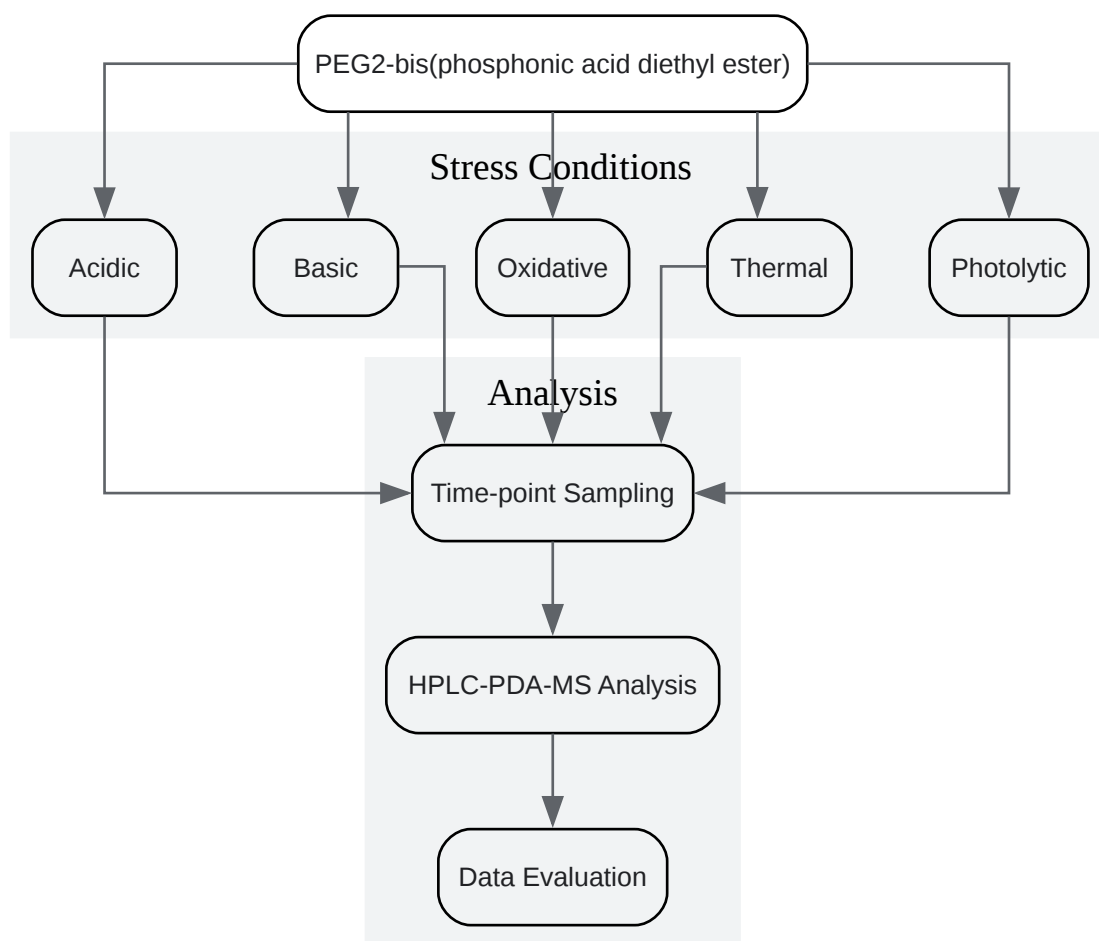 PEG2-bis(phosphonic acid diethyl ester)
Stress Conditions
Acidic
Basic
Oxidative
Thermal
Photolytic
Analysis
Time-point Sampling
HPLC-PDA-MS Analysis
Data Evaluation